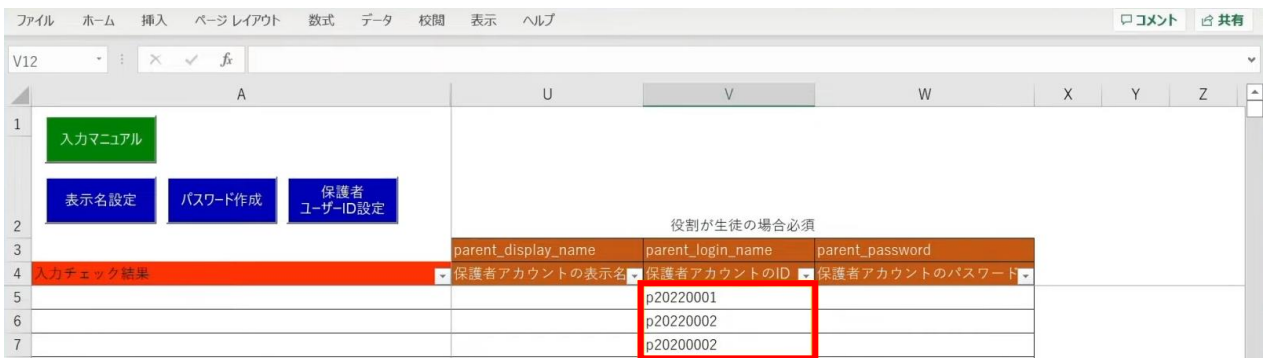 ファイル ホーム 挿入 ページ レイアウト 数式 データ 校閲 表示 ヘルプ コメント 共有
V12 fx
A U V W X Y Z
1
入力マニュアル
表示名設定 パスワード作成 保護者
ユーザーID設定
2 役割が生徒の場合必須
3 parent_display_name parent_login_name parent_password
4 入力チェック結果 保護者アカウントの表示名 保護者アカウントのID 保護者アカウントのパスワード
5 p20220001
6 p20220002
7 p20200002